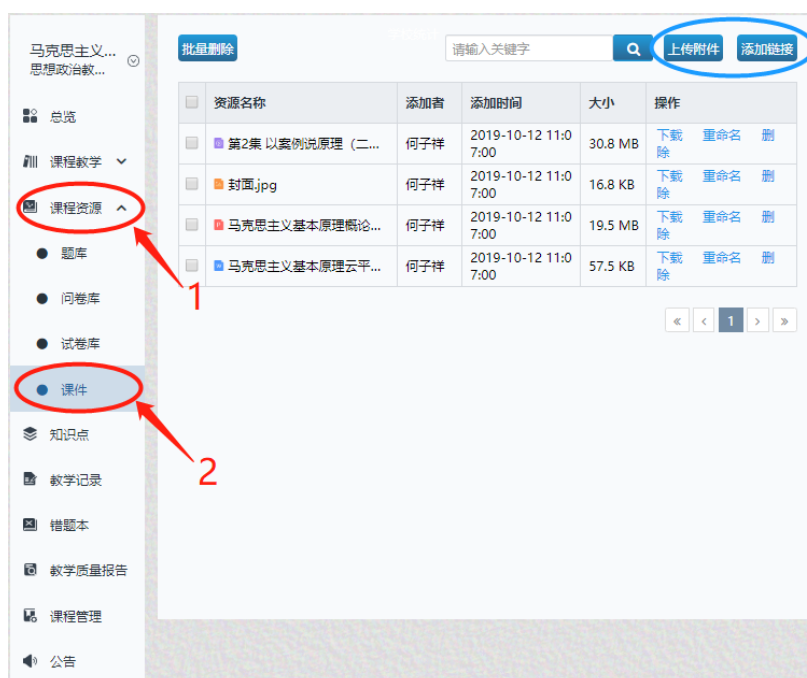 马克思主义...
思想政治教...
总览
课程教学
课程资源
题库
问卷库
试卷库
课件
知识点
教学记录
错题本
教学质量报告
课程管理
公告
1
2
批量删除
请输入关键字
上传附件
添加链接
资源名称 添加者 添加时间 大小 操作
第2集 以案例说原理（二... 何子祥 2019-10-12 11:0 30.8 MB 下载 重命名 删
7:00 除
封面.jpg 何子祥 2019-10-12 11:0 16.8 KB 下载 重命名 删
7:00 除
马克思主义基本原理概论... 何子祥 2019-10-12 11:0 19.5 MB 下载 重命名 删
7:00 除
马克思主义基本原理云平... 何子祥 2019-10-12 11:0 57.5 KB 下载 重命名 删
7:00 除
« ‹ 1 › »